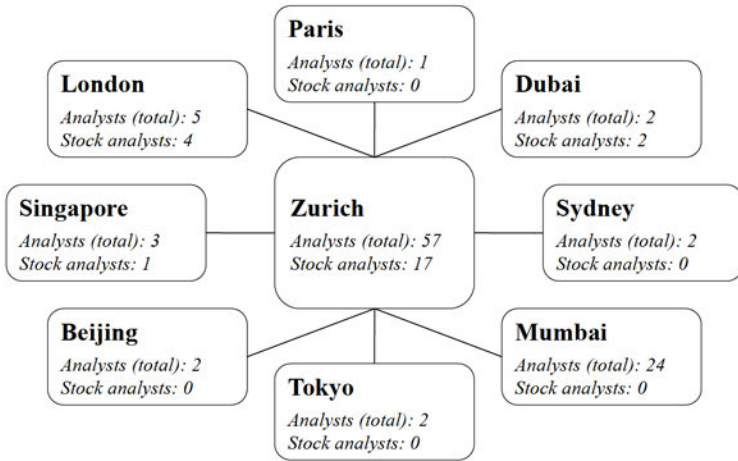 Paris
Analysts (total): 1
Stock analysts: 0
London
Analysts (total): 5
Stock analysts: 4
Dubai
Analysts (total): 2
Stock analysts: 2
Singapore
Analysts (total): 3
Stock analysts: 1
Zurich
Analysts (total): 57
Stock analysts: 17
Sydney
Analysts (total): 2
Stock analysts: 0
Beijing
Analysts (total): 2
Stock analysts: 0
Tokyo
Analysts (total): 2
Stock analysts: 0
Mumbai
Analysts (total): 24
Stock analysts: 0